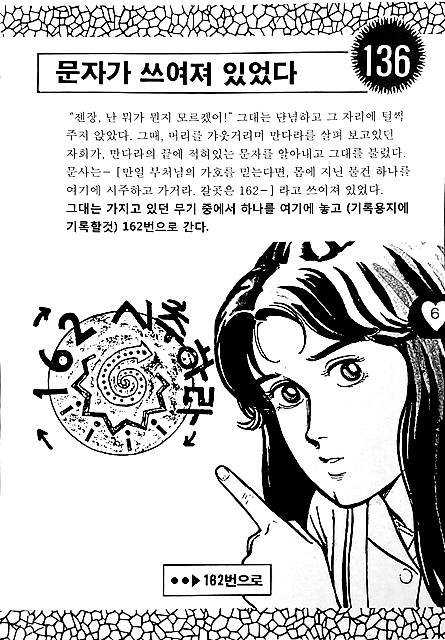 136
문자가 쓰여져 있었다
"젠장, 난 뭐가 뭔지 모르겠어!" 그대는 단념하고 그 자리에 털썩
주지 앉았다. 그때, 머리를 갸웃거리며 만다라를 살펴 보고있던
자희가, 만다라의 끝에 적혀있는 문자를 알아내고 그대를 불렀다.
문사는— [만일 부처님의 가호를 믿는다면, 몸에 지닌 물건 하나를
여기에 시주하고 가거라. 갈곳은 162—] 라고 쓰여져 있었다.
그대는 가지고 있던 무기 중에서 하나를 여기에 놓고 (기록용지에
기록할것) 162번으로 간다.
6
162
●●▶ 162번으로